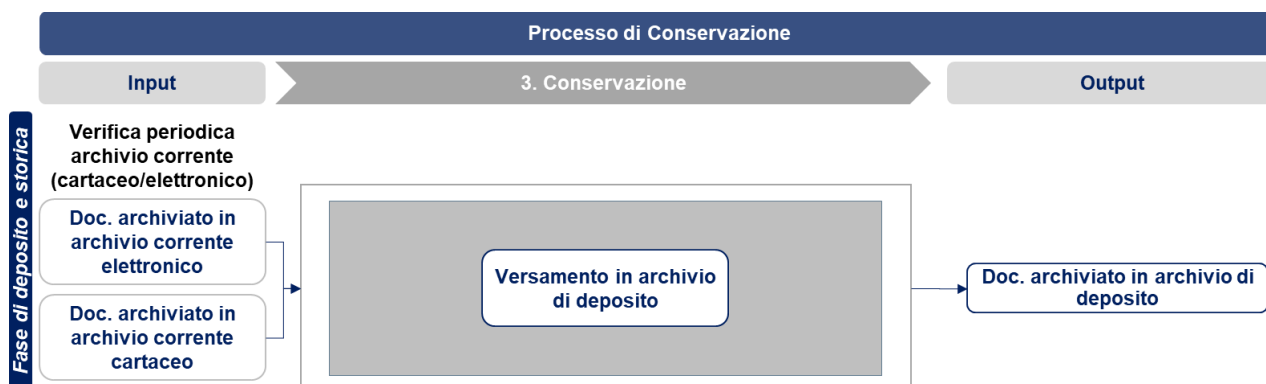 Processo di Conservazione
Input
3. Conservazione
Output
Fase di deposito e storica
Verifica periodica
archivio corrente
(cartaceo/elettronico)
Doc. archiviato in
archivio corrente
elettronico
Doc. archiviato in
archivio corrente
cartaceo
Versamento in archivio
di deposito
Doc. archiviato in archivio di
deposito